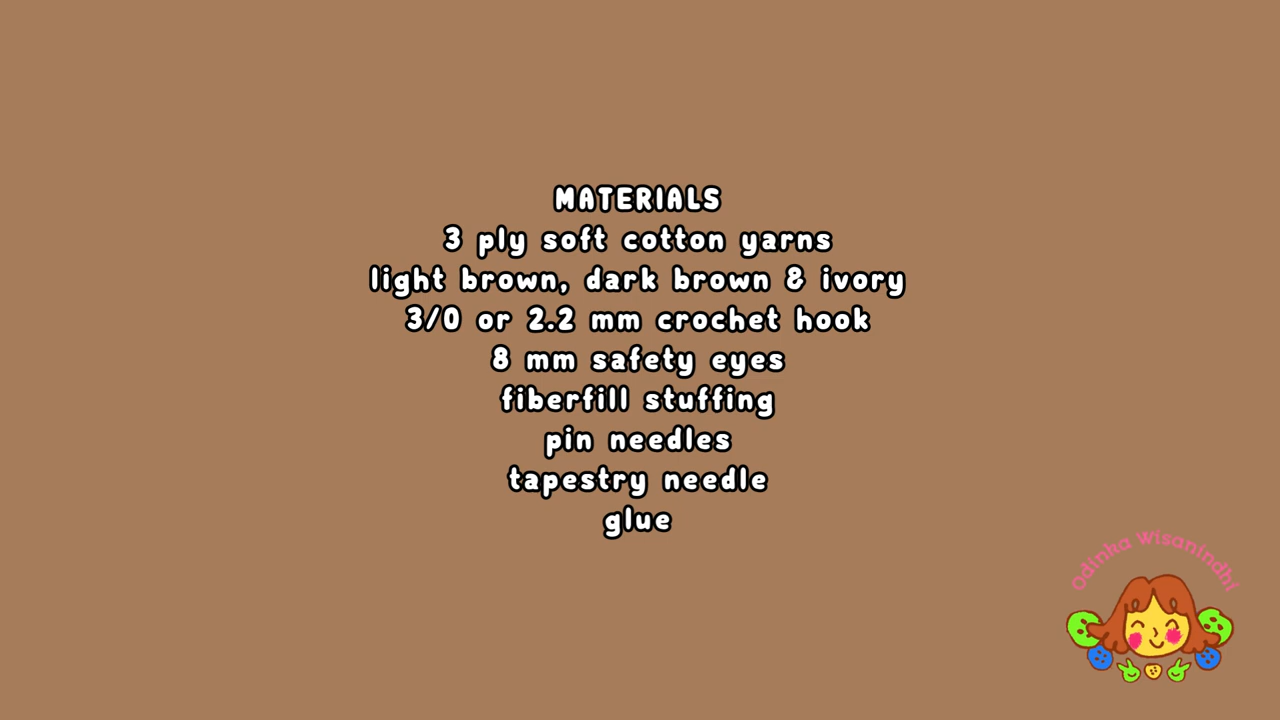 MATERIALS
3 ply soft cotton yarns
light brown, dark brown & ivory
3/0 or 2.2 mm crochet hook
8 mm safety eyes
fiberfill stuffing
pin needles
tapestry needle
glue
Odinka Wisanindhi